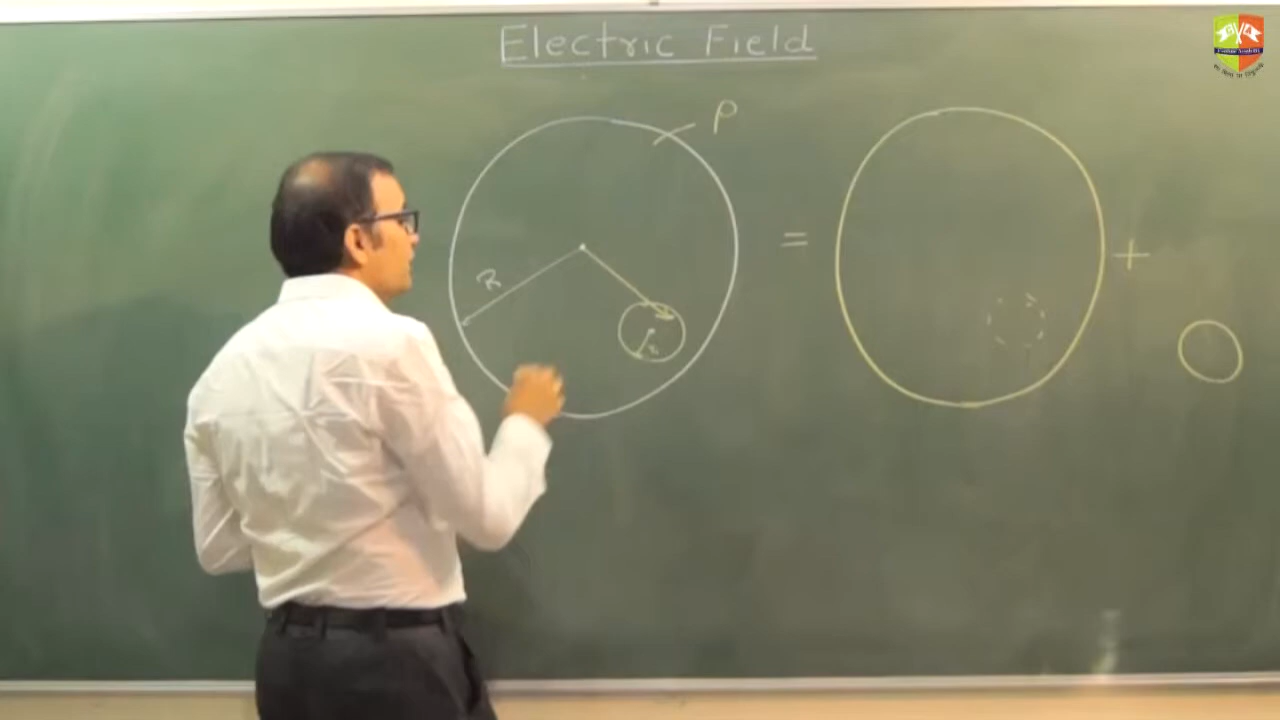 Electric Field
ρ
R
=
+